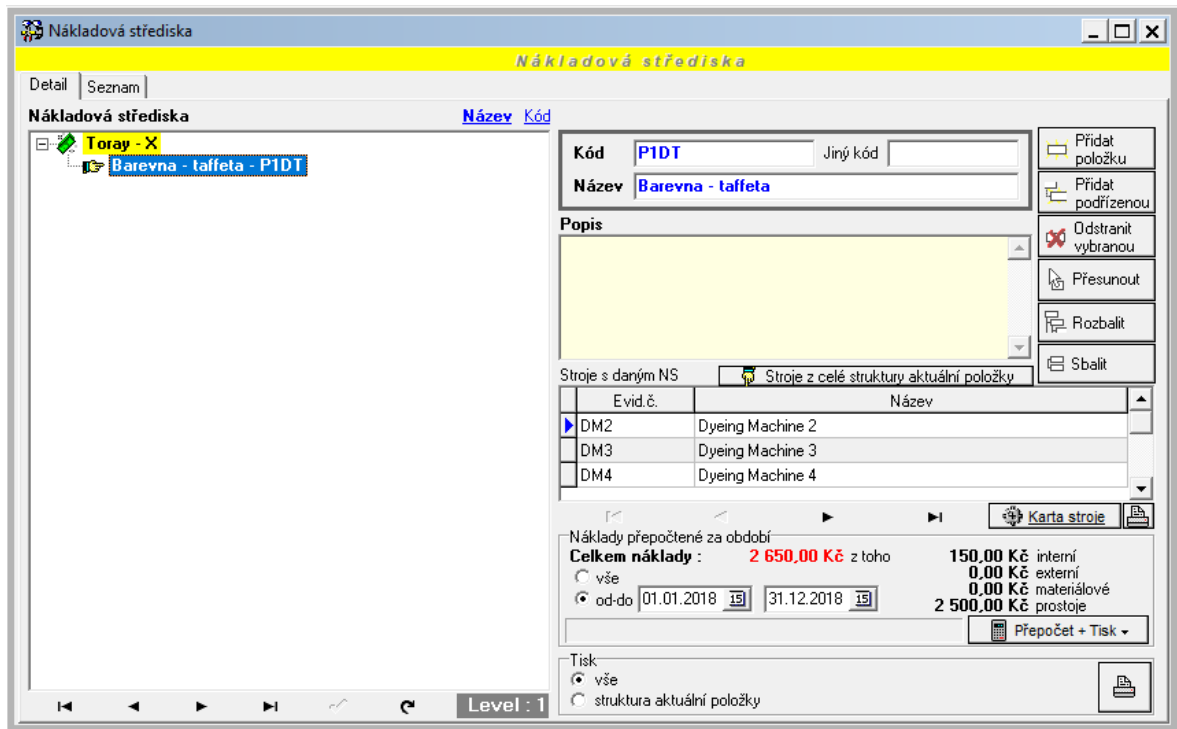 Nákladová střediska
Nákladová střediska
Detail Seznam
Nákladová střediska Název Kód
Toray - X
Barevna - taffeta - P1DT
Kód P1DT Jiný kód
Název Barevna - taffeta
Popis
Přidat položku
Přidat podřízenou
Odstranit vybranou
Přesunout
Rozbalit
Sbalit
Stroje s daným NS Stroje z celé struktury aktuální položky
Evid.č. Název
DM2 Dyeing Machine 2
DM3 Dyeing Machine 3
DM4 Dyeing Machine 4
Karta stroje
Náklady přepočtené za období
Celkem náklady : 2 650,00 Kč z toho 150,00 Kč interní
vše 0,00 Kč externí
od-do 01.01.2018 15 31.12.2018 15 0,00 Kč materiálové
2 500,00 Kč prostoje
Přepočet + Tisk
Tisk
vše
struktura aktuální položky
Level : 1